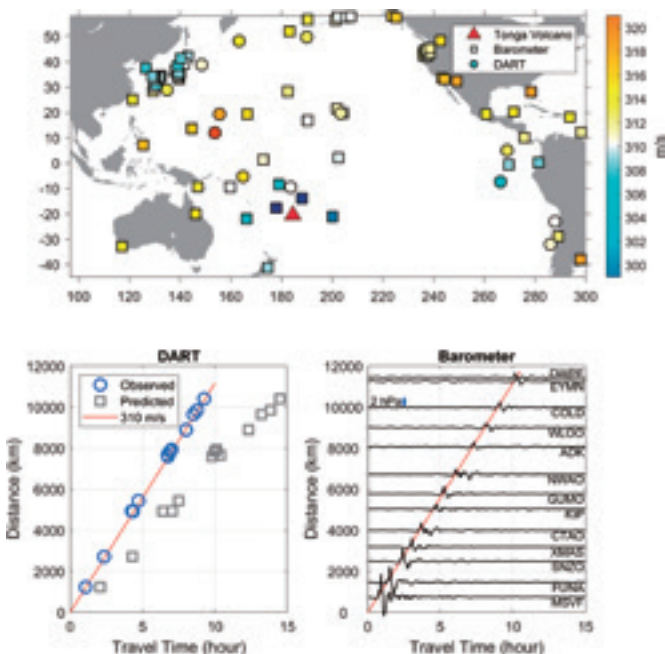 50
40
30
20
10
0
-10
-20
-30
-40
100 120 140 160 180 200 220 240 260 280 300
Tonga Volcano
Barometer
DART
320
318
316
314
312
310
308
306
304
302
300
m/s
DART
Observed
Predicted
310 m/s
12000
10000
8000
6000
4000
2000
0
Distance (km)
0 5 10 15
Travel Time (hour)
Barometer
2 hPa
12000
10000
8000
6000
4000
2000
0
Distance (km)
EYMN
COLD
WLOO
ADK
NWAO
GUMO
KIP
CTAO
XMAS
SNZO
FUNA
MSVF
0 5 10 15
Travel Time (hour)